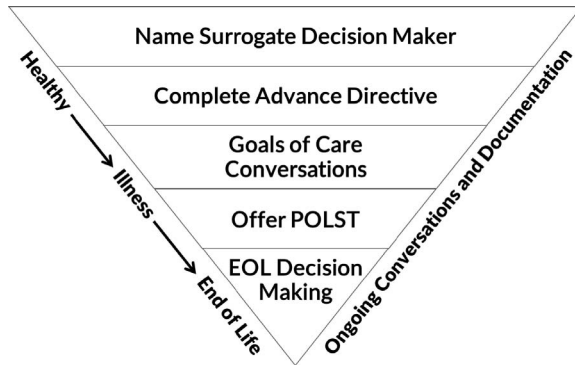 Name Surrogate Decision Maker
Complete Advance Directive
Goals of Care
Conversations
Offer POLST
EOL Decision
Making
Healthy
Illness
End of Life
Ongoing Conversations and Documentation